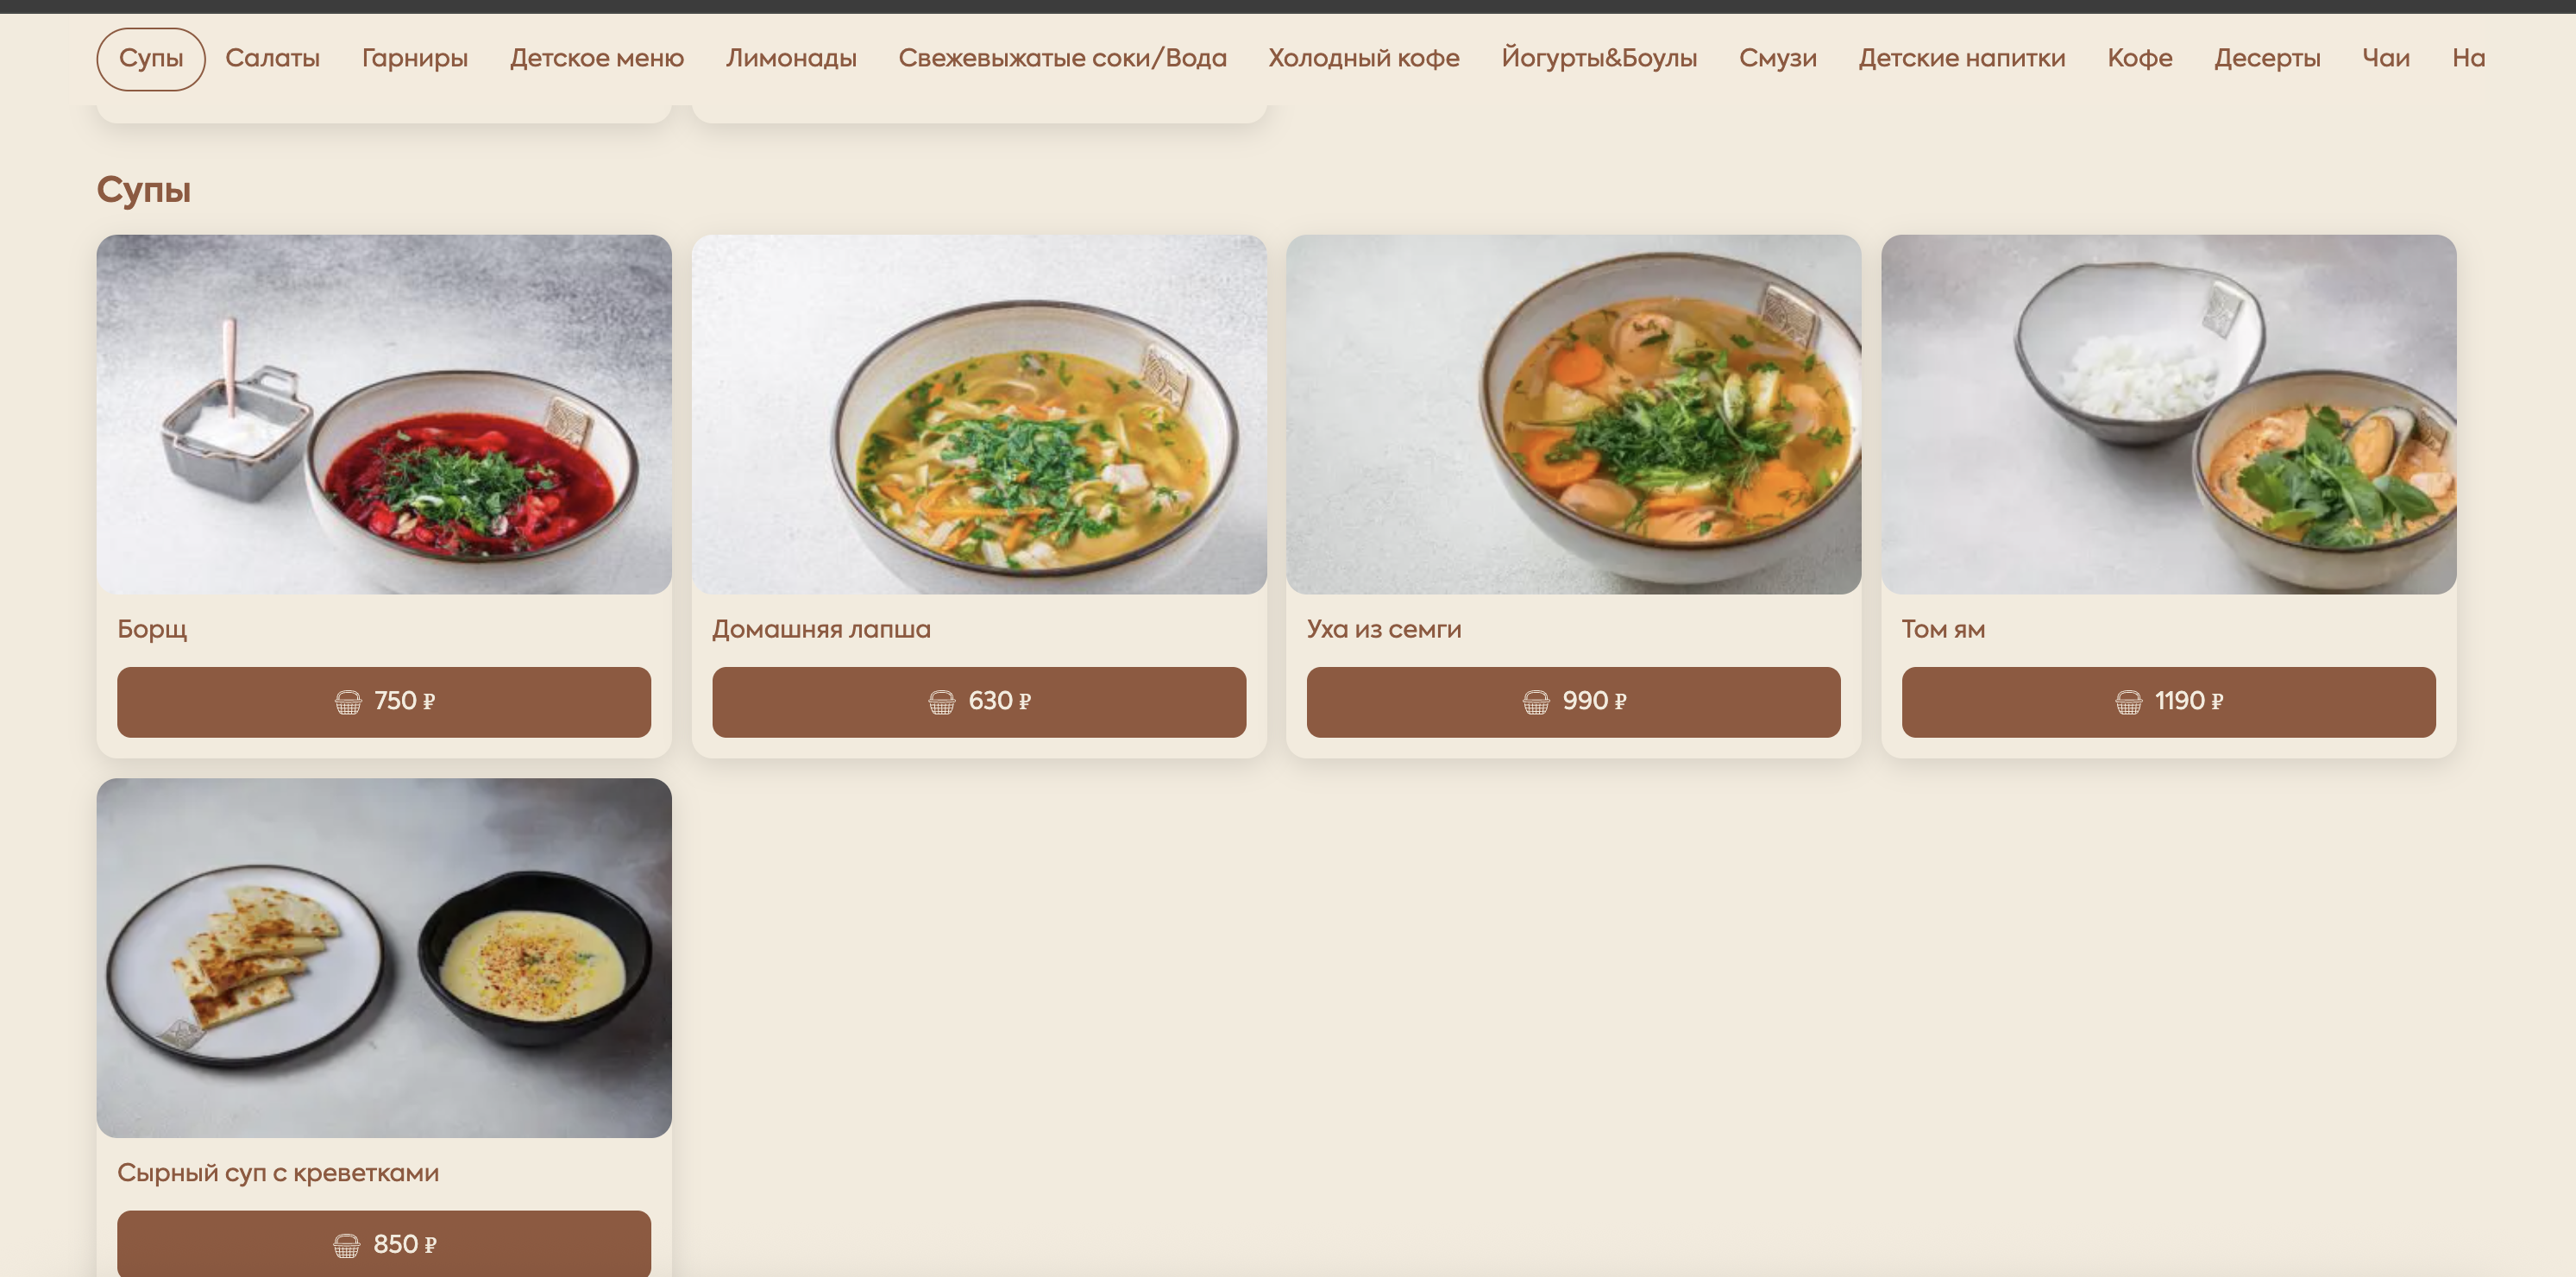 Супы Салаты Гарниры Детское меню Лимонады Свежевыжатые соки/Вода Холодный кофе Йогурты&Боулы Смузи Детские напитки Кофе Десерты Чаи На
Супы
Борщ
750 ₽
Домашняя лапша
630 ₽
Уха из семги
990 ₽
Том ям
1190 ₽
Сырный суп с креветками
850 ₽